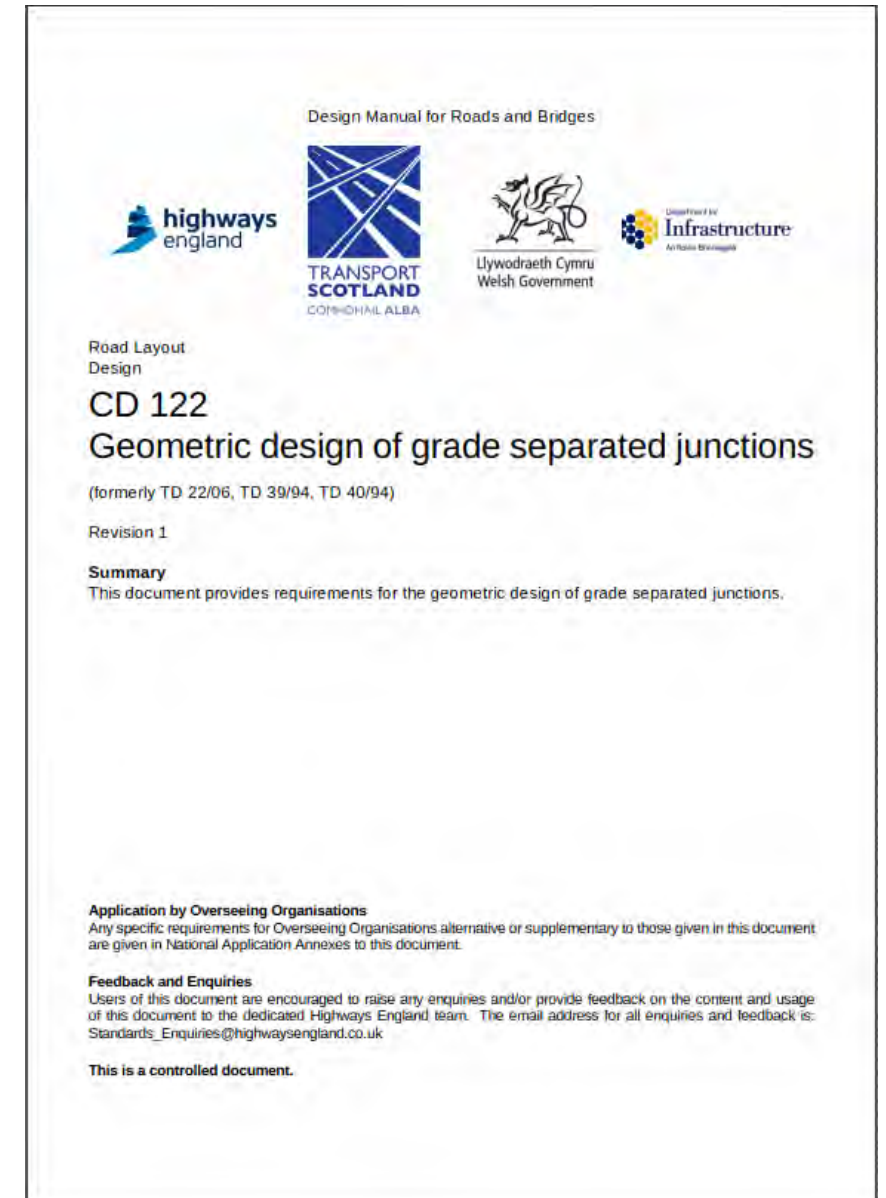 Design Manual for Roads and Bridges
highways
england
TRANSPORT
SCOTLAND
CÒMHDHAIL ALBA
Llywodraeth Cymru
Welsh Government
Department for
Infrastructure
An Roinn Bonneagair
Road Layout
Design
CD 122
Geometric design of grade separated junctions
(formerly TD 22/06, TD 39/94, TD 40/94)
Revision 1
Summary
This document provides requirements for the geometric design of grade separated junctions.
Application by Overseeing Organisations
Any specific requirements for Overseeing Organisations alternative or supplementary to those given in this document
are given in National Application Annexes to this document.
Feedback and Enquiries
Users of this document are encouraged to raise any enquiries and/or provide feedback on the content and usage
of this document to the dedicated Highways England team. The email address for all enquiries and feedback is:
Standards_Enquiries@highwaysengland.co.uk
This is a controlled document.